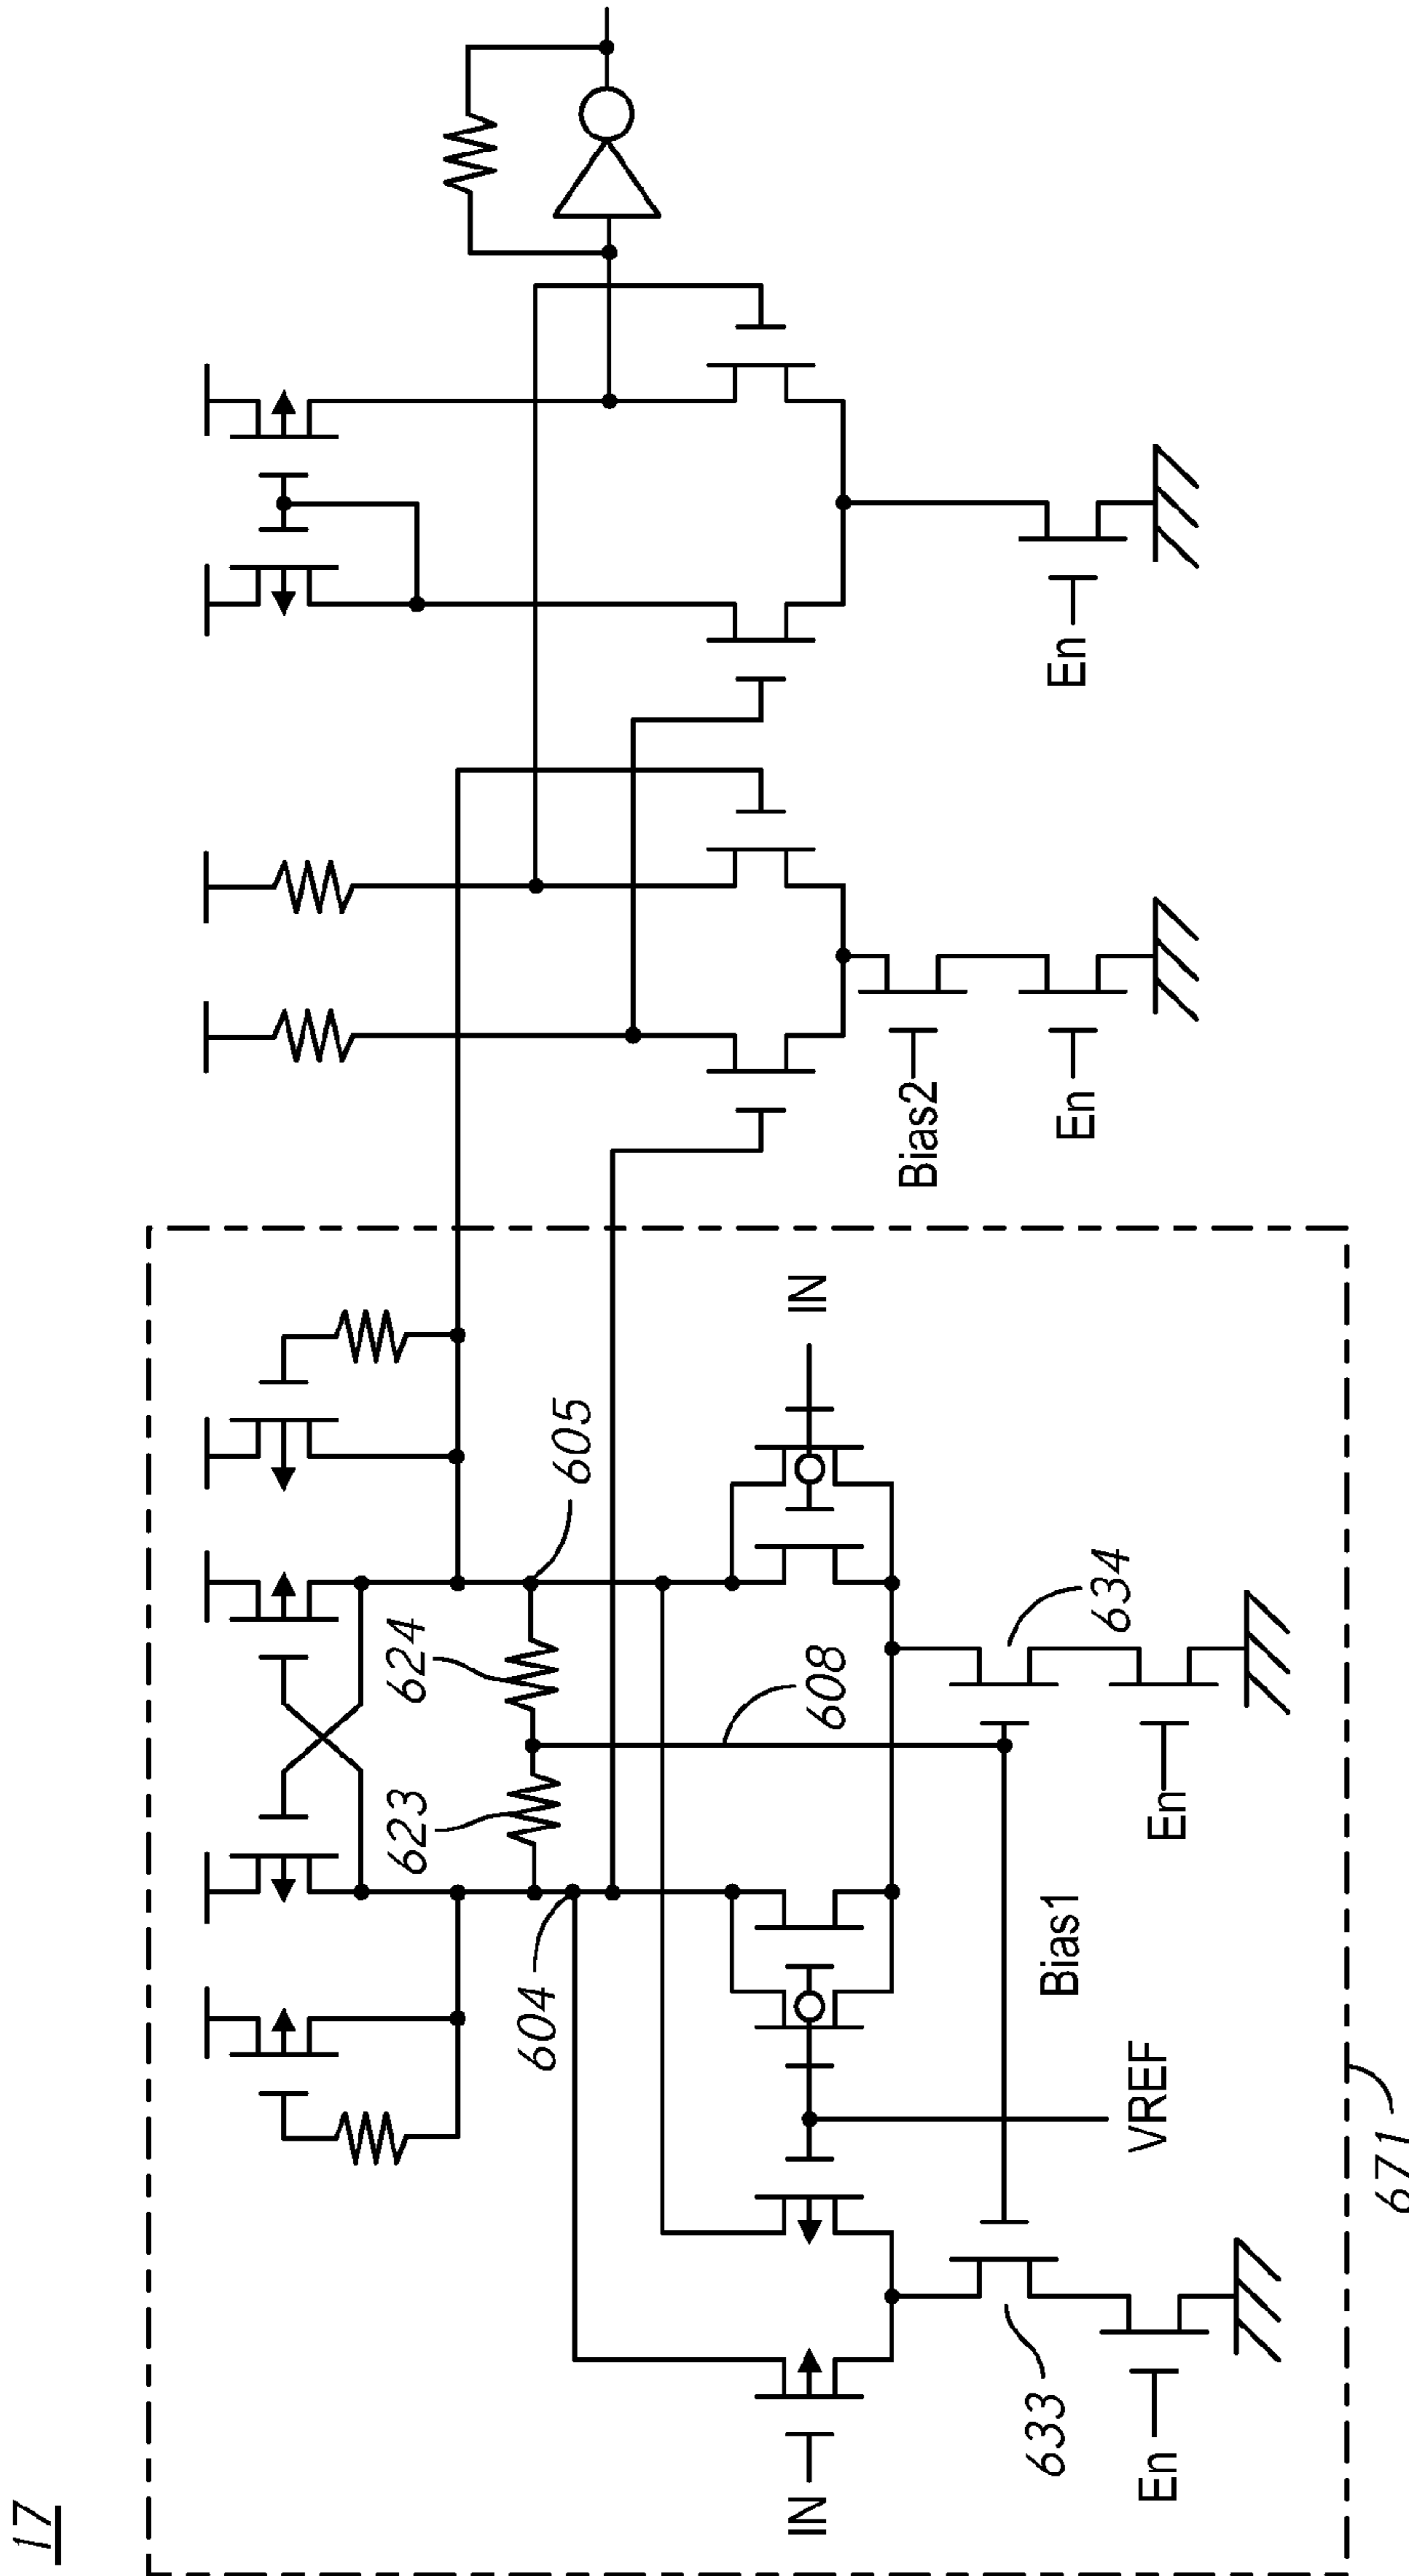 17
604
605
623
624
608
IN
IN
VREF
Bias1
633
634
En
En
671
Bias2
En
En